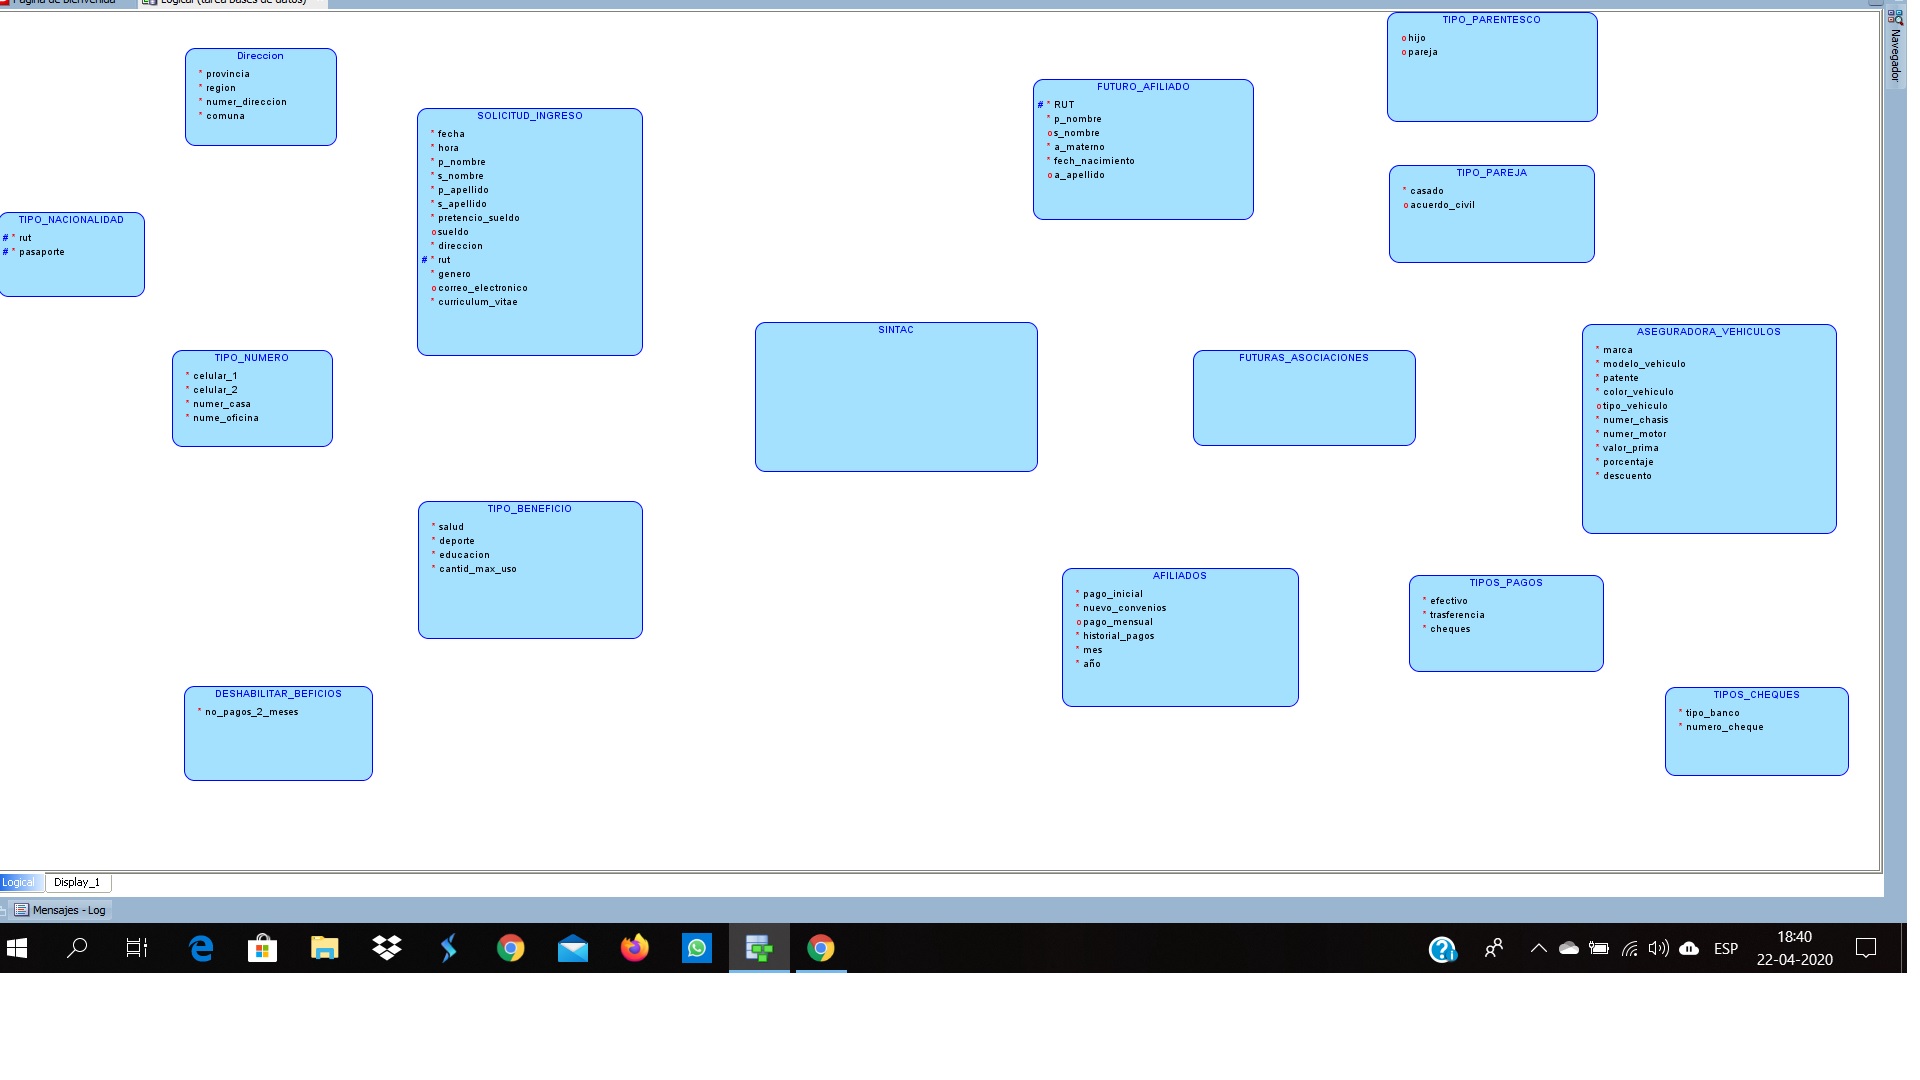 Página de bienvenida
Logical (tarea bases de datos)
Navegador
Direccion
* provincia
* region
* numer_direccion
* comuna
SOLICITUD_INGRESO
* fecha
* hora
* p_nombre
* s_nombre
* p_apellido
* s_apellido
* pretencio_sueldo
o sueldo
* direccion
# * rut
* genero
o correo_electronico
* curriculum_vitae
TIPO_NACIONALIDAD
# * rut
# * pasaporte
TIPO_NUMERO
* celular_1
* celular_2
* numer_casa
* nume_oficina
TIPO_BENEFICIO
* salud
* deporte
* educacion
* cantid_max_uso
DESHABILITAR_BEFICIOS
* no_pagos_2_meses
SINTAC
FUTURO_AFILIADO
# * RUT
* p_nombre
o s_nombre
* a_materno
* fech_nacimiento
o a_apellido
TIPO_PARENTESCO
o hijo
o pareja
TIPO_PAREJA
* casado
o acuerdo_civil
FUTURAS_ASOCIACIONES
ASEGURADORA_VEHICULOS
* marca
* modelo_vehiculo
* patente
* color_vehiculo
o tipo_vehiculo
* numer_chasis
* numer_motor
* valor_prima
* porcentaje
* descuento
AFILIADOS
* pago_inicial
* nuevo_convenios
o pago_mensual
* historial_pagos
* mes
* año
TIPOS_PAGOS
* efectivo
* trasferencia
* cheques
TIPOS_CHEQUES
* tipo_banco
* numero_cheque
Logical
Display_1
Mensajes - Log
ESP
18:40
22-04-2020